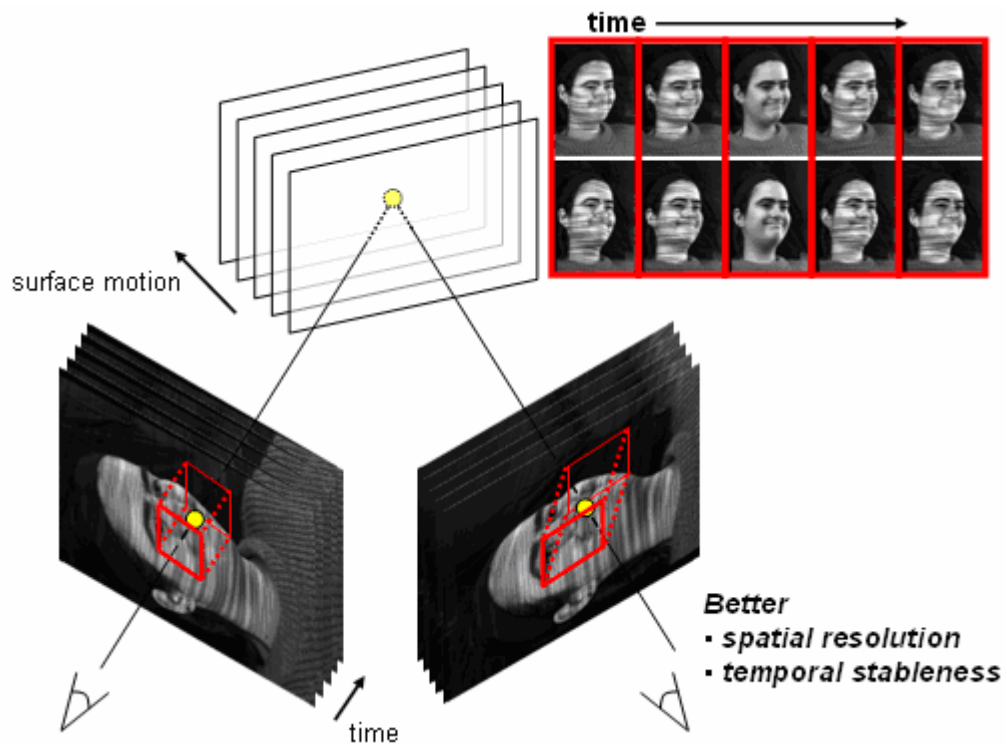 time
surface motion
Better
▪ spatial resolution
▪ temporal stableness
time